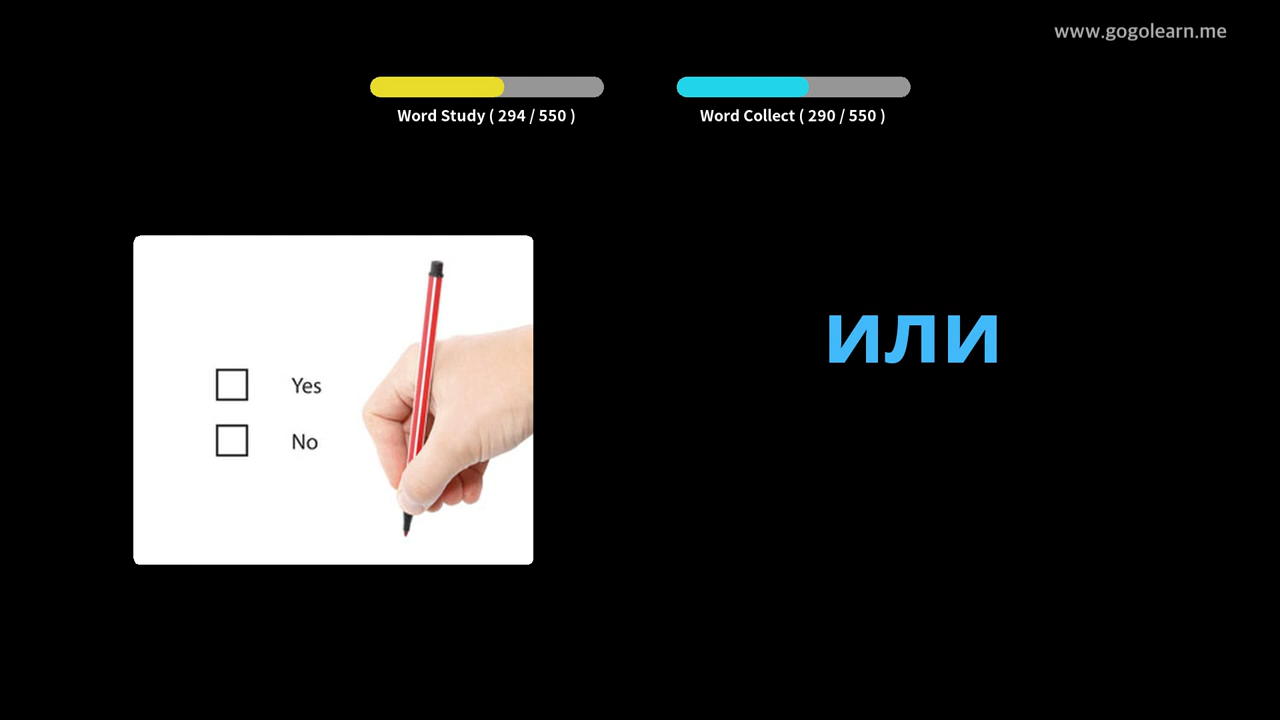 www.gogolearn.me
Word Study ( 294 / 550 )
Word Collect ( 290 / 550 )
Yes
No
или